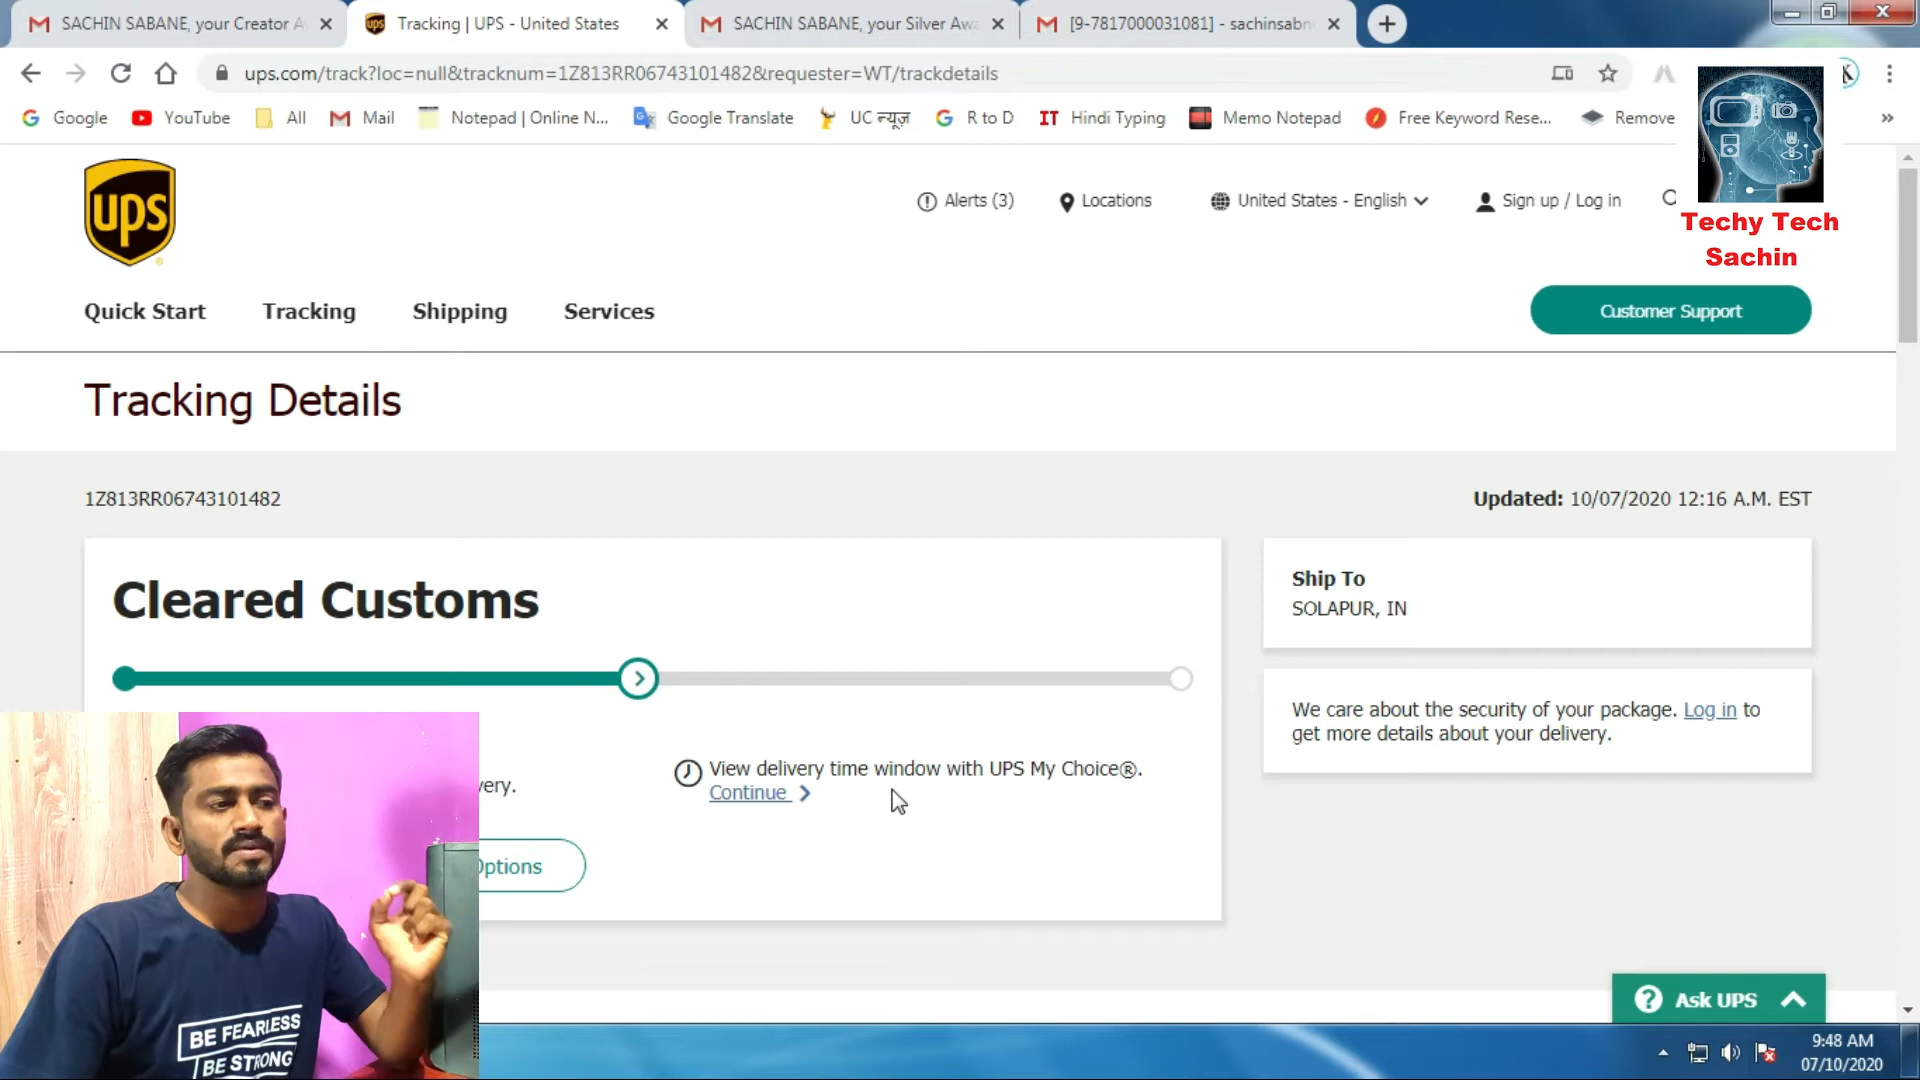 SACHIN SABANE, your Creator A
Tracking | UPS - United States
SACHIN SABANE, your Silver Awa
[9-7817000031081] - sachinsabn
ups.com/track?loc=null&tracknum=1Z813RR06743101482&requester=WT/trackdetails
Google
YouTube
All
Mail
Notepad | Online N...
Google Translate
UC न्यूज़
R to D
IT Hindi Typing
Memo Notepad
Free Keyword Rese...
Remove
ups
Alerts (3)
Locations
United States - English
Sign up / Log in
Techy Tech
Sachin
Quick Start
Tracking
Shipping
Services
Customer Support
Tracking Details
1Z813RR06743101482
Updated: 10/07/2020 12:16 A.M. EST
Cleared Customs
Ship To
SOLAPUR, IN
We care about the security of your package. Log in to
get more details about your delivery.
very.
View delivery time window with UPS My Choice®.
Continue
Options
BE FEARLESS
BE STRONG
Ask UPS
9:48 AM
07/10/2020